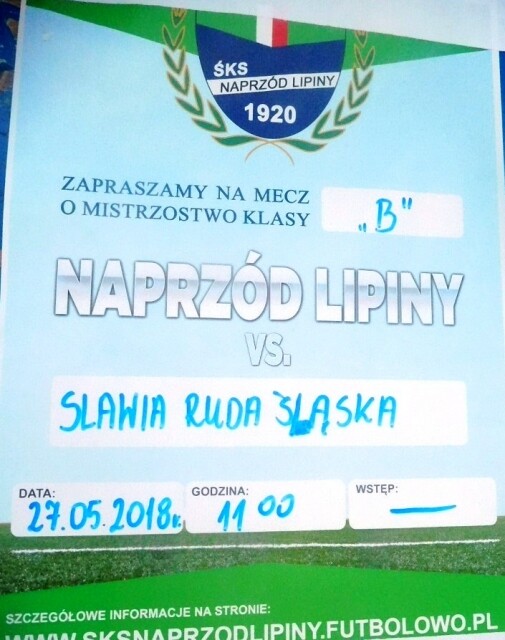 ŚKS
NAPRZÓD LIPINY
1920
ZAPRASZAMY NA MECZ
O MISTRZOSTWO KLASY „B"
NAPRZÓD LIPINY
VS.
SLAWIA RUDA ŚLĄSKA
DATA: GODZINA: WSTĘP:
27.05.2018r. 11 00 —
SZCZEGÓŁOWE INFORMACJE NA STRONIE:
WWW.SKSNAPRZODLIPINY.FUTBOLOWO.PL